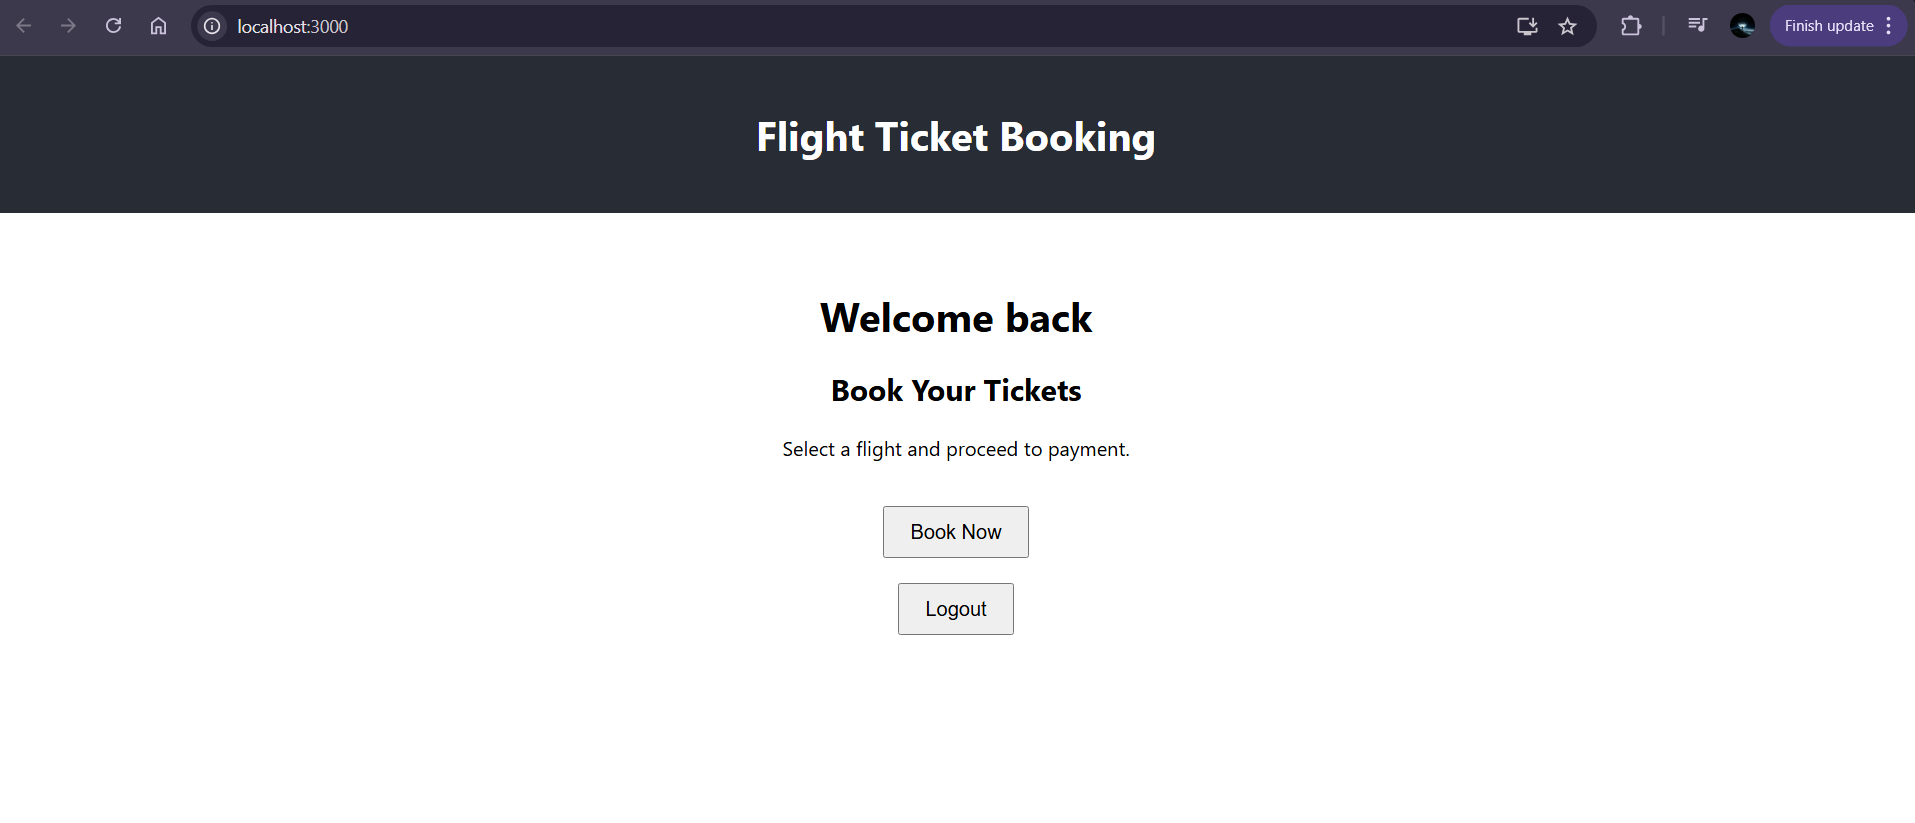 localhost:3000
Finish update
Flight Ticket Booking
Welcome back
Book Your Tickets
Select a flight and proceed to payment.
Book Now
Logout